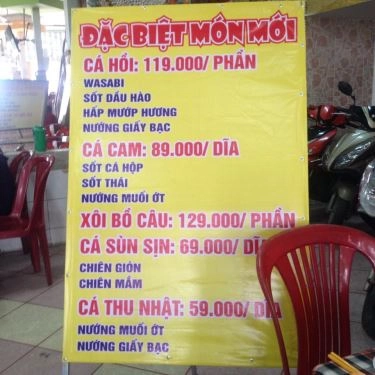 ĐẶC BIỆT MÓN MỚI
CÁ HỒI: 119.000/ PHẦN
WASABI
SỐT DẦU HÀO
HẤP MƯỚP HƯƠNG
NƯỚNG GIẤY BẠC
CÁ CAM: 89.000/ DĨA
SỐT CÁ HỘP
SỐT THÁI
NƯỚNG MUỐI ỚT
XÔI BỒ CÂU: 129.000/ PHẦN
CÁ SÙN SỊN: 69.000/ DĨA
CHIÊN GIÒN
CHIÊN MẮM
CÁ THU NHẬT: 59.000/ DĨA
NƯỚNG MUỐI ỚT
NƯỚNG GIẤY BẠC